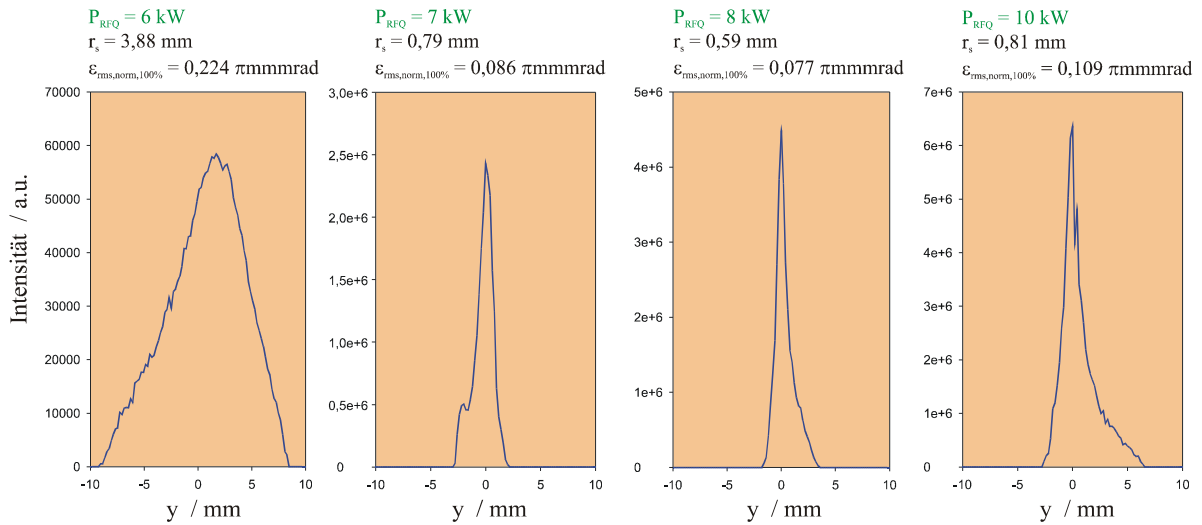 P_RFQ = 6 kW
r_s = 3,88 mm
ε_rms,norm,100% = 0,224 πmmmrad
P_RFQ = 7 kW
r_s = 0,79 mm
ε_rms,norm,100% = 0,086 πmmmrad
P_RFQ = 8 kW
r_s = 0,59 mm
ε_rms,norm,100% = 0,077 πmmmrad
P_RFQ = 10 kW
r_s = 0,81 mm
ε_rms,norm,100% = 0,109 πmmmrad
Intensität / a.u.
70000
60000
50000
40000
30000
20000
10000
0
-10 -5 0 5 10
y / mm
3,0e+6
2,5e+6
2,0e+6
1,5e+6
1,0e+6
0,5e+6
0
-10 -5 0 5 10
y / mm
5e+6
4e+6
3e+6
2e+6
1e+6
0
-10 -5 0 5 10
y / mm
7e+6
6e+6
5e+6
4e+6
3e+6
2e+6
1e+6
0
-10 -5 0 5 10
y / mm